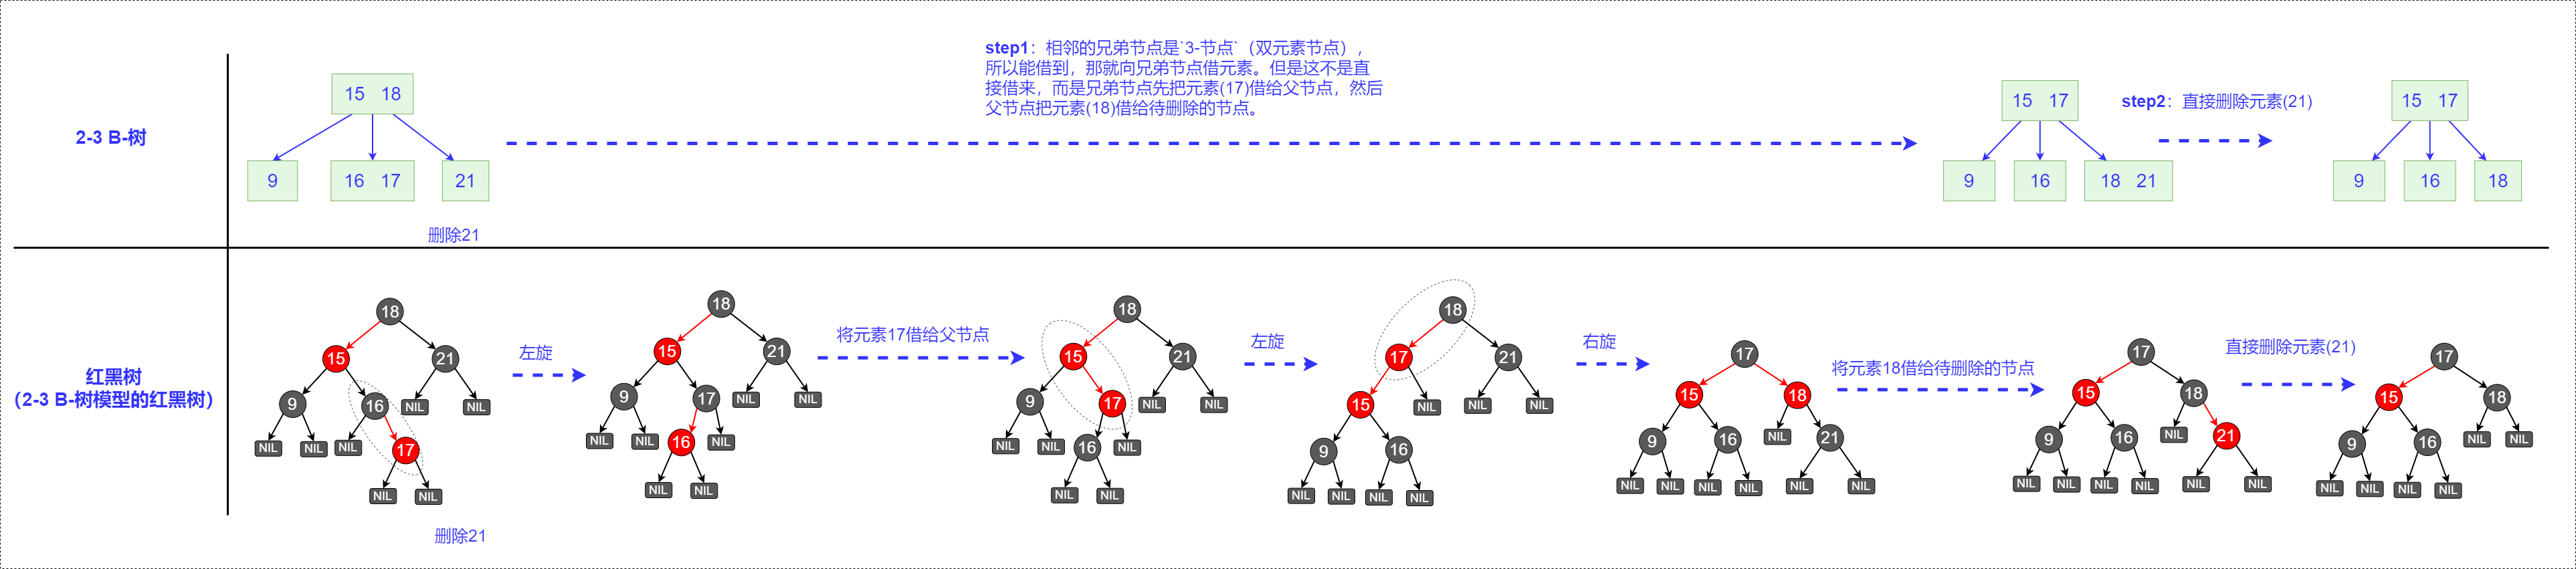 step1：相邻的兄弟节点是`3-节点`（双元素节点），
所以能借到，那就向兄弟节点借元素。但是这不是直
接借来，而是兄弟节点先把元素(17)借给父节点，然后
父节点把元素(18)借给待删除的节点。
2-3 B-树
15 18
9
16 17
21
删除21
15 17
9
16
18 21
step2：直接删除元素(21)
15 17
9
16
18
红黑树
（2-3 B-树模型的红黑树）
18
15
21
9
16
NIL
NIL
NIL
NIL
NIL
17
NIL
NIL
删除21
左旋
18
15
21
9
17
NIL
NIL
NIL
NIL
16
NIL
NIL
NIL
将元素17借给父节点
18
15
21
9
17
NIL
NIL
NIL
NIL
16
NIL
NIL
NIL
左旋
18
17
21
15
NIL
NIL
NIL
9
16
NIL
NIL
NIL
NIL
右旋
17
15
18
9
16
NIL
21
NIL
NIL
NIL
NIL
NIL
NIL
将元素18借给待删除的节点
17
15
18
9
16
NIL
21
NIL
NIL
NIL
NIL
NIL
NIL
直接删除元素(21)
17
15
18
9
16
NIL
NIL
NIL
NIL
NIL
NIL